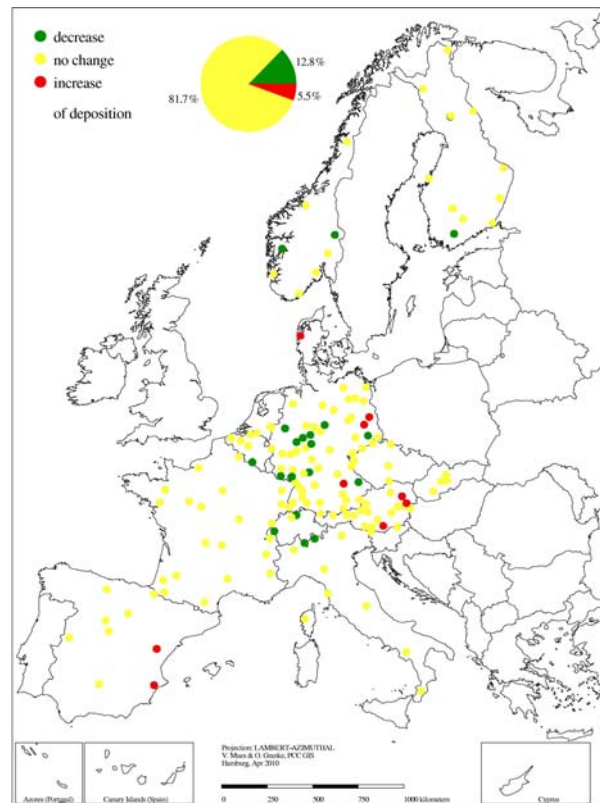 decrease
no change
increase
of deposition
12.8%
5.5%
81.7%
Projection: LAMBERT-AZIMUTHAL
V. Mues & O. Granke, PCC GIS
Hamburg, Apr 2010
0 250 500 750 1000 kilometers
Azores (Portugal)
Canary Islands (Spain)
Cyprus